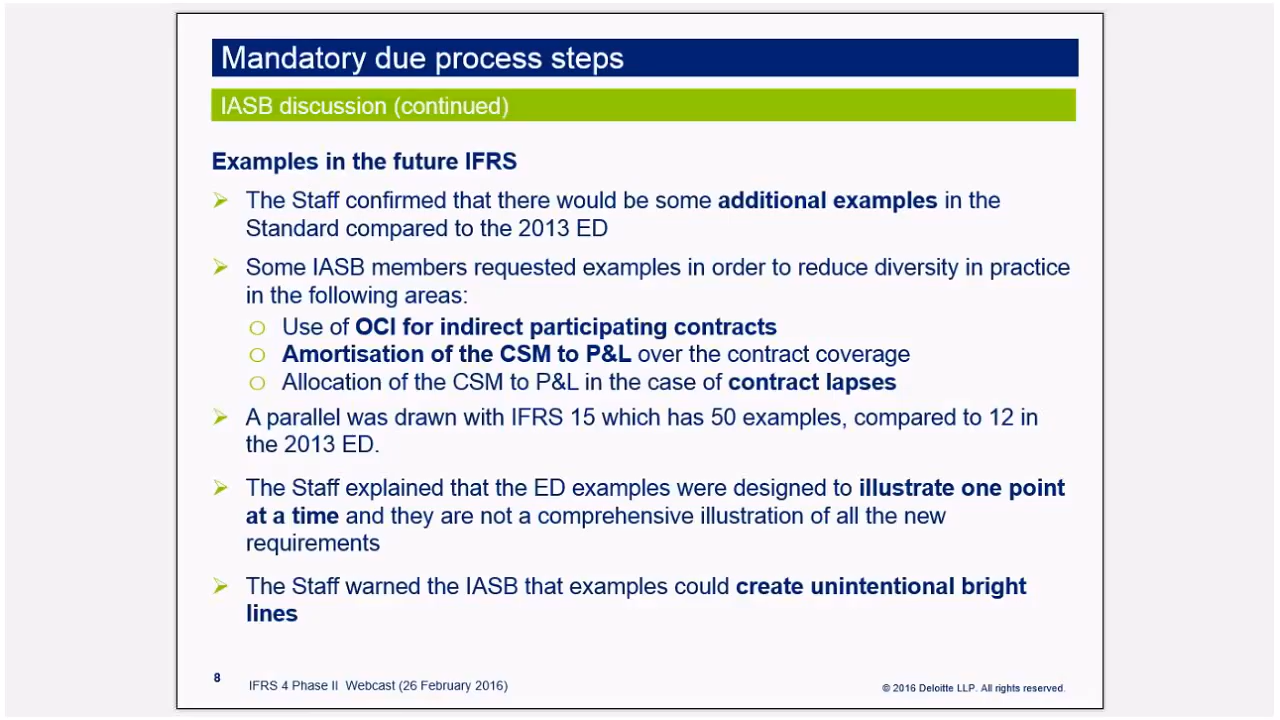 Mandatory due process steps
IASB discussion (continued)
Examples in the future IFRS
The Staff confirmed that there would be some additional examples in the
Standard compared to the 2013 ED
Some IASB members requested examples in order to reduce diversity in practice
in the following areas:
Use of OCI for indirect participating contracts
Amortisation of the CSM to P&L over the contract coverage
Allocation of the CSM to P&L in the case of contract lapses
A parallel was drawn with IFRS 15 which has 50 examples, compared to 12 in
the 2013 ED.
The Staff explained that the ED examples were designed to illustrate one point
at a time and they are not a comprehensive illustration of all the new
requirements
The Staff warned the IASB that examples could create unintentional bright
lines
8 IFRS 4 Phase II Webcast (26 February 2016) © 2016 Deloitte LLP. All rights reserved.